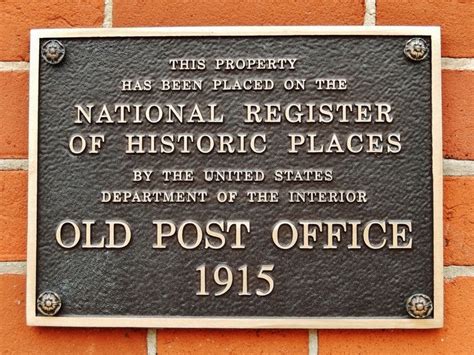 THIS PROPERTY
HAS BEEN PLACED ON THE
NATIONAL REGISTER
OF HISTORIC PLACES
BY THE UNITED STATES
DEPARTMENT OF THE INTERIOR
OLD POST OFFICE
1915